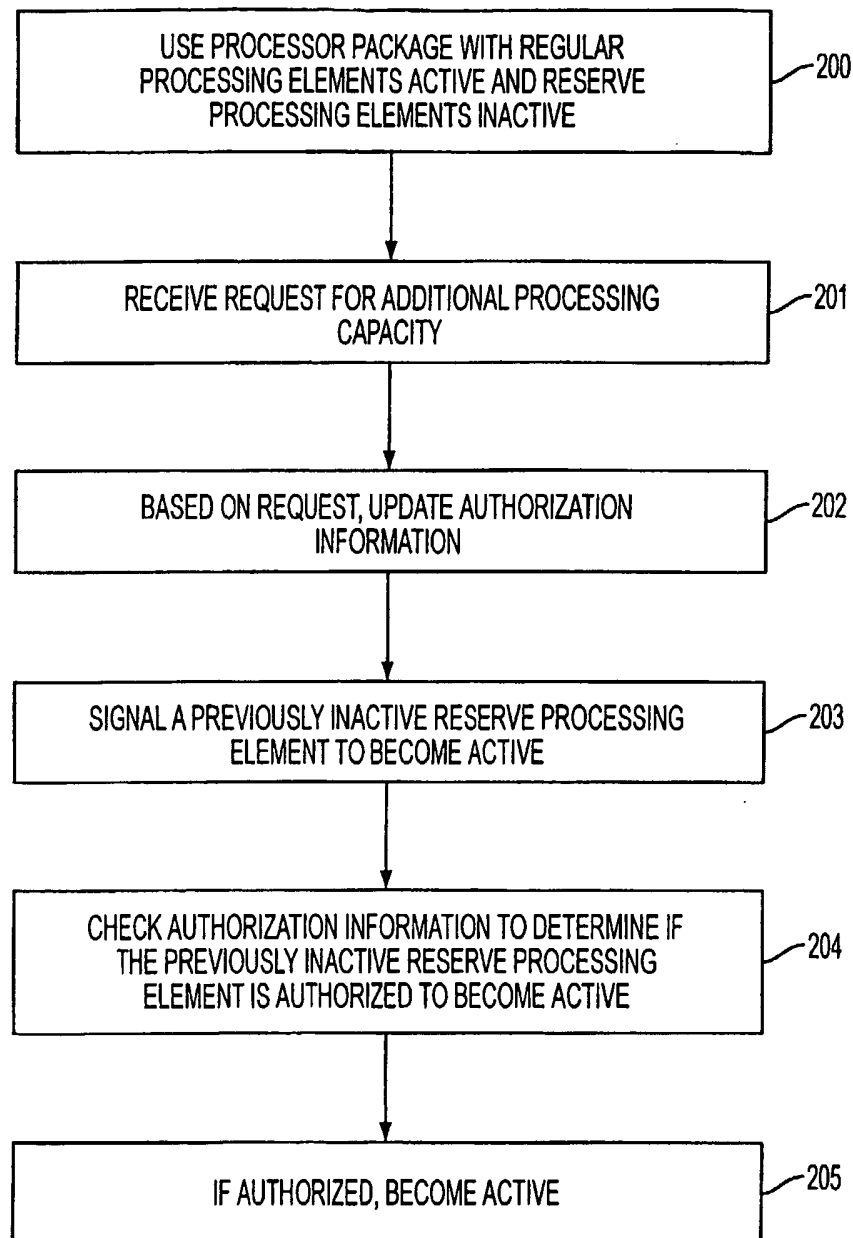 USE PROCESSOR PACKAGE WITH REGULAR
PROCESSING ELEMENTS ACTIVE AND RESERVE
PROCESSING ELEMENTS INACTIVE
200
RECEIVE REQUEST FOR ADDITIONAL PROCESSING
CAPACITY
201
BASED ON REQUEST, UPDATE AUTHORIZATION
INFORMATION
202
SIGNAL A PREVIOUSLY INACTIVE RESERVE PROCESSING
ELEMENT TO BECOME ACTIVE
203
CHECK AUTHORIZATION INFORMATION TO DETERMINE IF
THE PREVIOUSLY INACTIVE RESERVE PROCESSING
ELEMENT IS AUTHORIZED TO BECOME ACTIVE
204
IF AUTHORIZED, BECOME ACTIVE
205